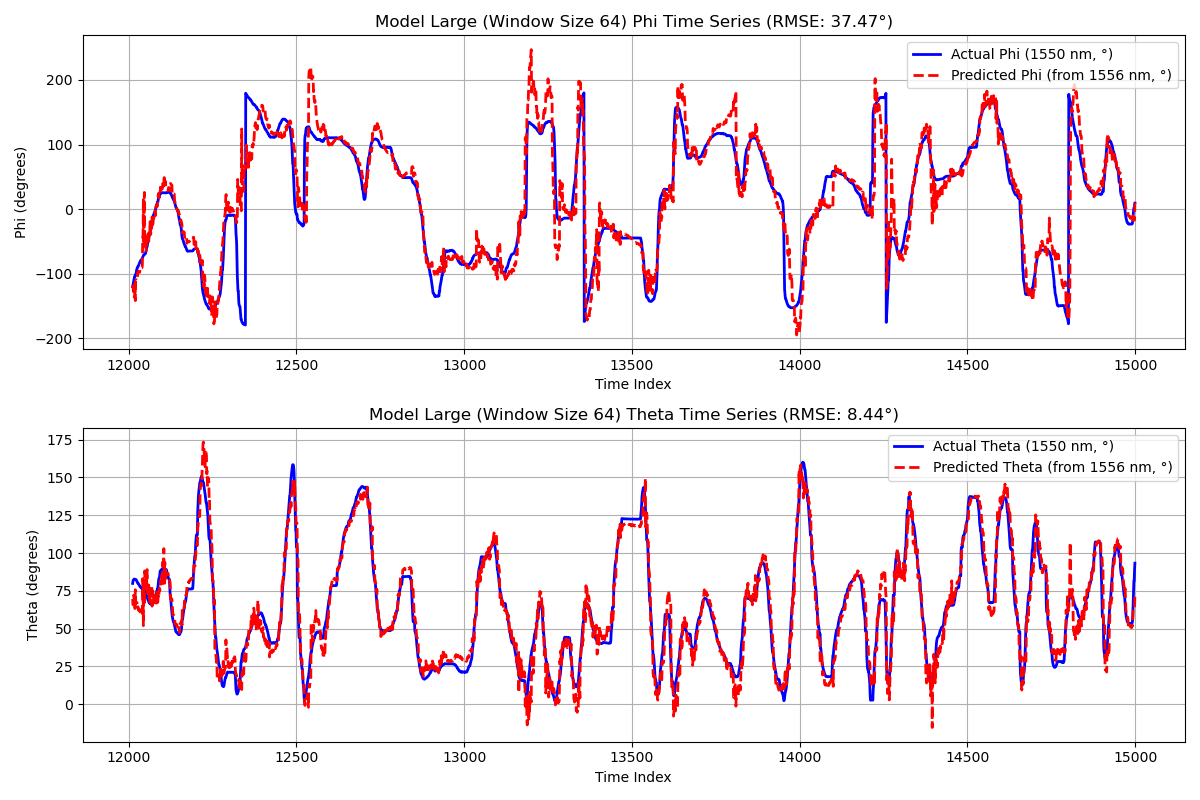 Model Large (Window Size 64) Phi Time Series (RMSE: 37.47°)
Actual Phi (1550 nm, °)
Predicted Phi (from 1556 nm, °)
Phi (degrees)
200
100
0
−100
−200
12000 12500 13000 13500 14000 14500 15000
Time Index
Model Large (Window Size 64) Theta Time Series (RMSE: 8.44°)
Actual Theta (1550 nm, °)
Predicted Theta (from 1556 nm, °)
Theta (degrees)
175
150
125
100
75
50
25
0
12000 12500 13000 13500 14000 14500 15000
Time Index